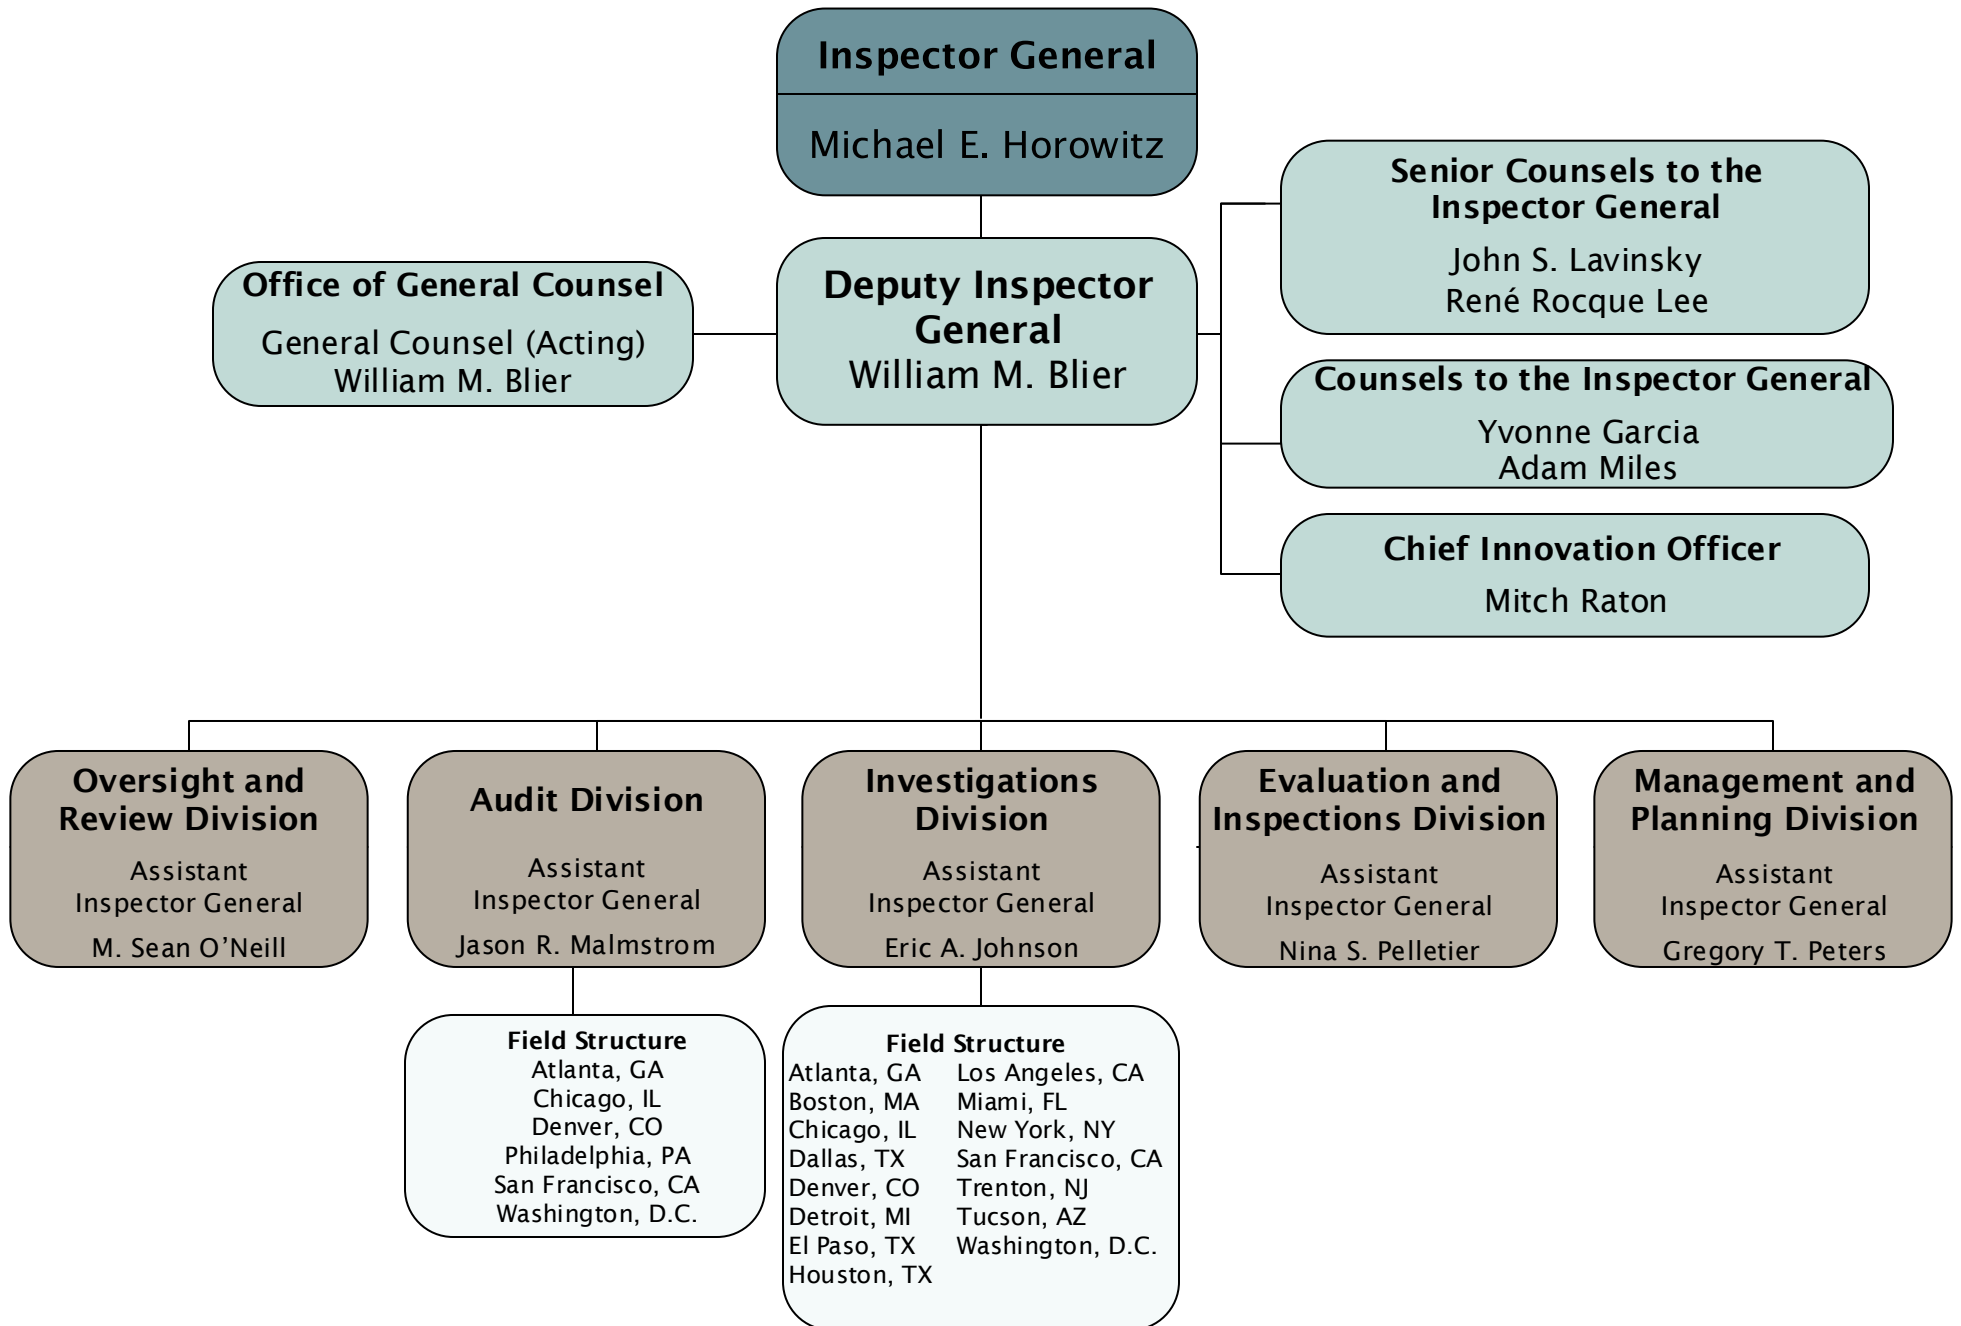 Inspector General
Michael E. Horowitz
Senior Counsels to the
Inspector General
John S. Lavinsky
René Rocque Lee
Office of General Counsel
General Counsel (Acting)
William M. Blier
Deputy Inspector
General
William M. Blier
Counsels to the Inspector General
Yvonne Garcia
Adam Miles
Chief Innovation Officer
Mitch Raton
Oversight and
Review Division
Assistant
Inspector General
M. Sean O’Neill
Audit Division
Assistant
Inspector General
Jason R. Malmstrom
Investigations
Division
Assistant
Inspector General
Eric A. Johnson
Evaluation and
Inspections Division
Assistant
Inspector General
Nina S. Pelletier
Management and
Planning Division
Assistant
Inspector General
Gregory T. Peters
Field Structure
Atlanta, GA
Chicago, IL
Denver, CO
Philadelphia, PA
San Francisco, CA
Washington, D.C.
Field Structure
Atlanta, GA
Boston, MA
Chicago, IL
Dallas, TX
Denver, CO
Detroit, MI
El Paso, TX
Houston, TX
Los Angeles, CA
Miami, FL
New York, NY
San Francisco, CA
Trenton, NJ
Tucson, AZ
Washington, D.C.